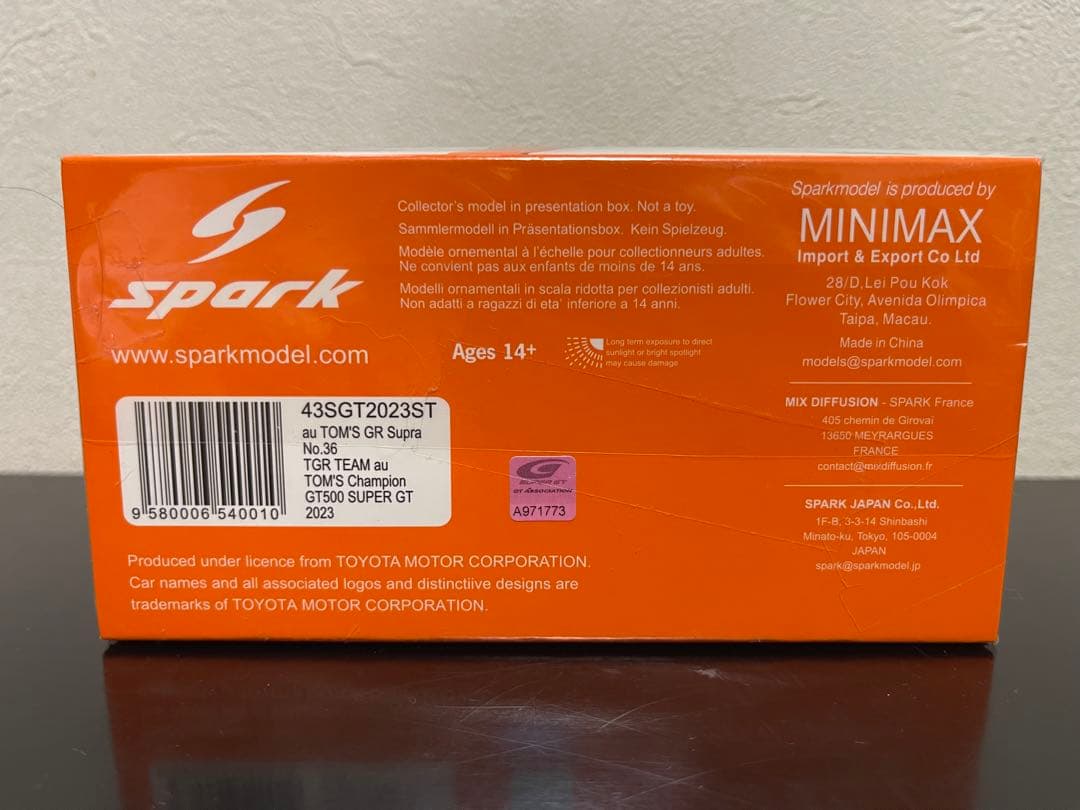 spark
www.sparkmodel.com
Collector's model in presentation box. Not a toy.
Sammlermodell in Präsentationsbox. Kein Spielzeug.
Modèle ornemental à l'échelle pour collectionneurs adultes.
Ne convient pas aux enfants de moins de 14 ans.
Modelli ornamentali in scala ridotta per collezionisti adulti.
Non adatti a ragazzi di eta' inferiore a 14 anni.
Ages 14+
Long term exposure to direct
sunlight or bright spotlight
may cause damage
43SGT2023ST
au TOM'S GR Supra
No.36
TGR TEAM au
TOM'S Champion
GT500 SUPER GT
2023
9 580006 540010
SUPER GT
GT ASSOCIATION
A971773
Produced under licence from TOYOTA MOTOR CORPORATION.
Car names and all associated logos and distinctiive designs are
trademarks of TOYOTA MOTOR CORPORATION.
Sparkmodel is produced by
MINIMAX
Import & Export Co Ltd
28/D,Lei Pou Kok
Flower City, Avenida Olimpica
Taipa, Macau.
Made in China
models@sparkmodel.com
MIX DIFFUSION - SPARK France
405 chemin de Girovai
13650 MEYRARGUES
FRANCE
contact@mixdiffusion.fr
SPARK JAPAN Co.,Ltd.
1F-B, 3-3-14 Shinbashi
Minato-ku, Tokyo, 105-0004
JAPAN
spark@sparkmodel.jp